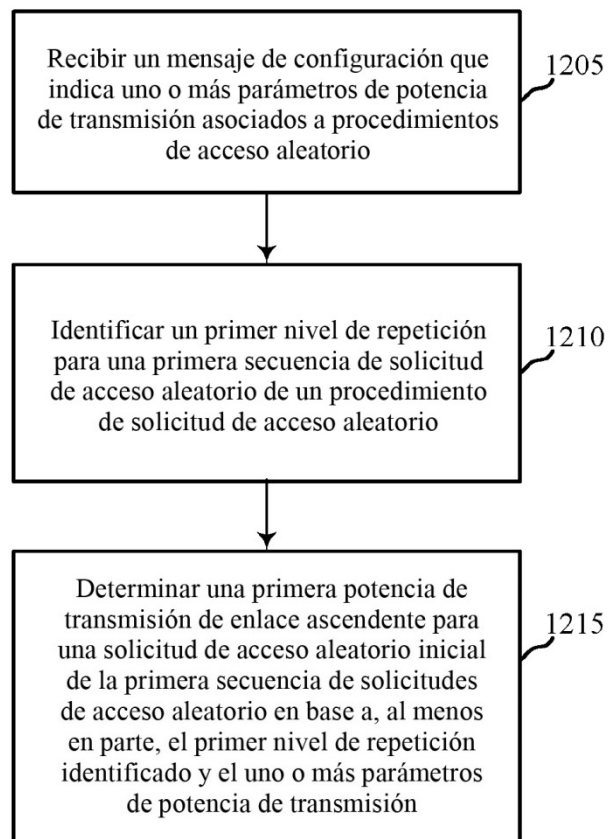 Recibir un mensaje de configuración que
indica uno o más parámetros de potencia
de transmisión asociados a procedimientos
de acceso aleatorio
1205
Identificar un primer nivel de repetición
para una primera secuencia de solicitud
de acceso aleatorio de un procedimiento
de solicitud de acceso aleatorio
1210
Determinar una primera potencia de
transmisión de enlace ascendente para
una solicitud de acceso aleatorio inicial
de la primera secuencia de solicitudes
de acceso aleatorio en base a, al menos
en parte, el primer nivel de repetición
identificado y el uno o más parámetros
de potencia de transmisión
1215